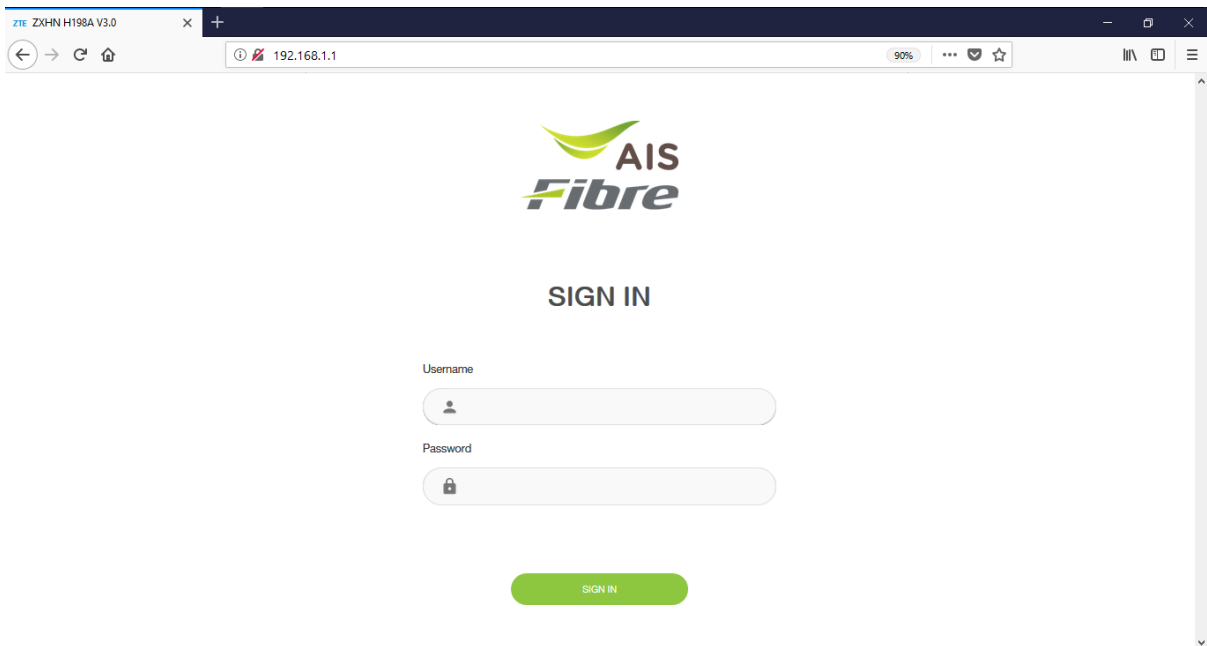 ZTE ZXHN H198A V3.0
192.168.1.1
90%
AIS
Fibre
SIGN IN
Username
Password
SIGN IN